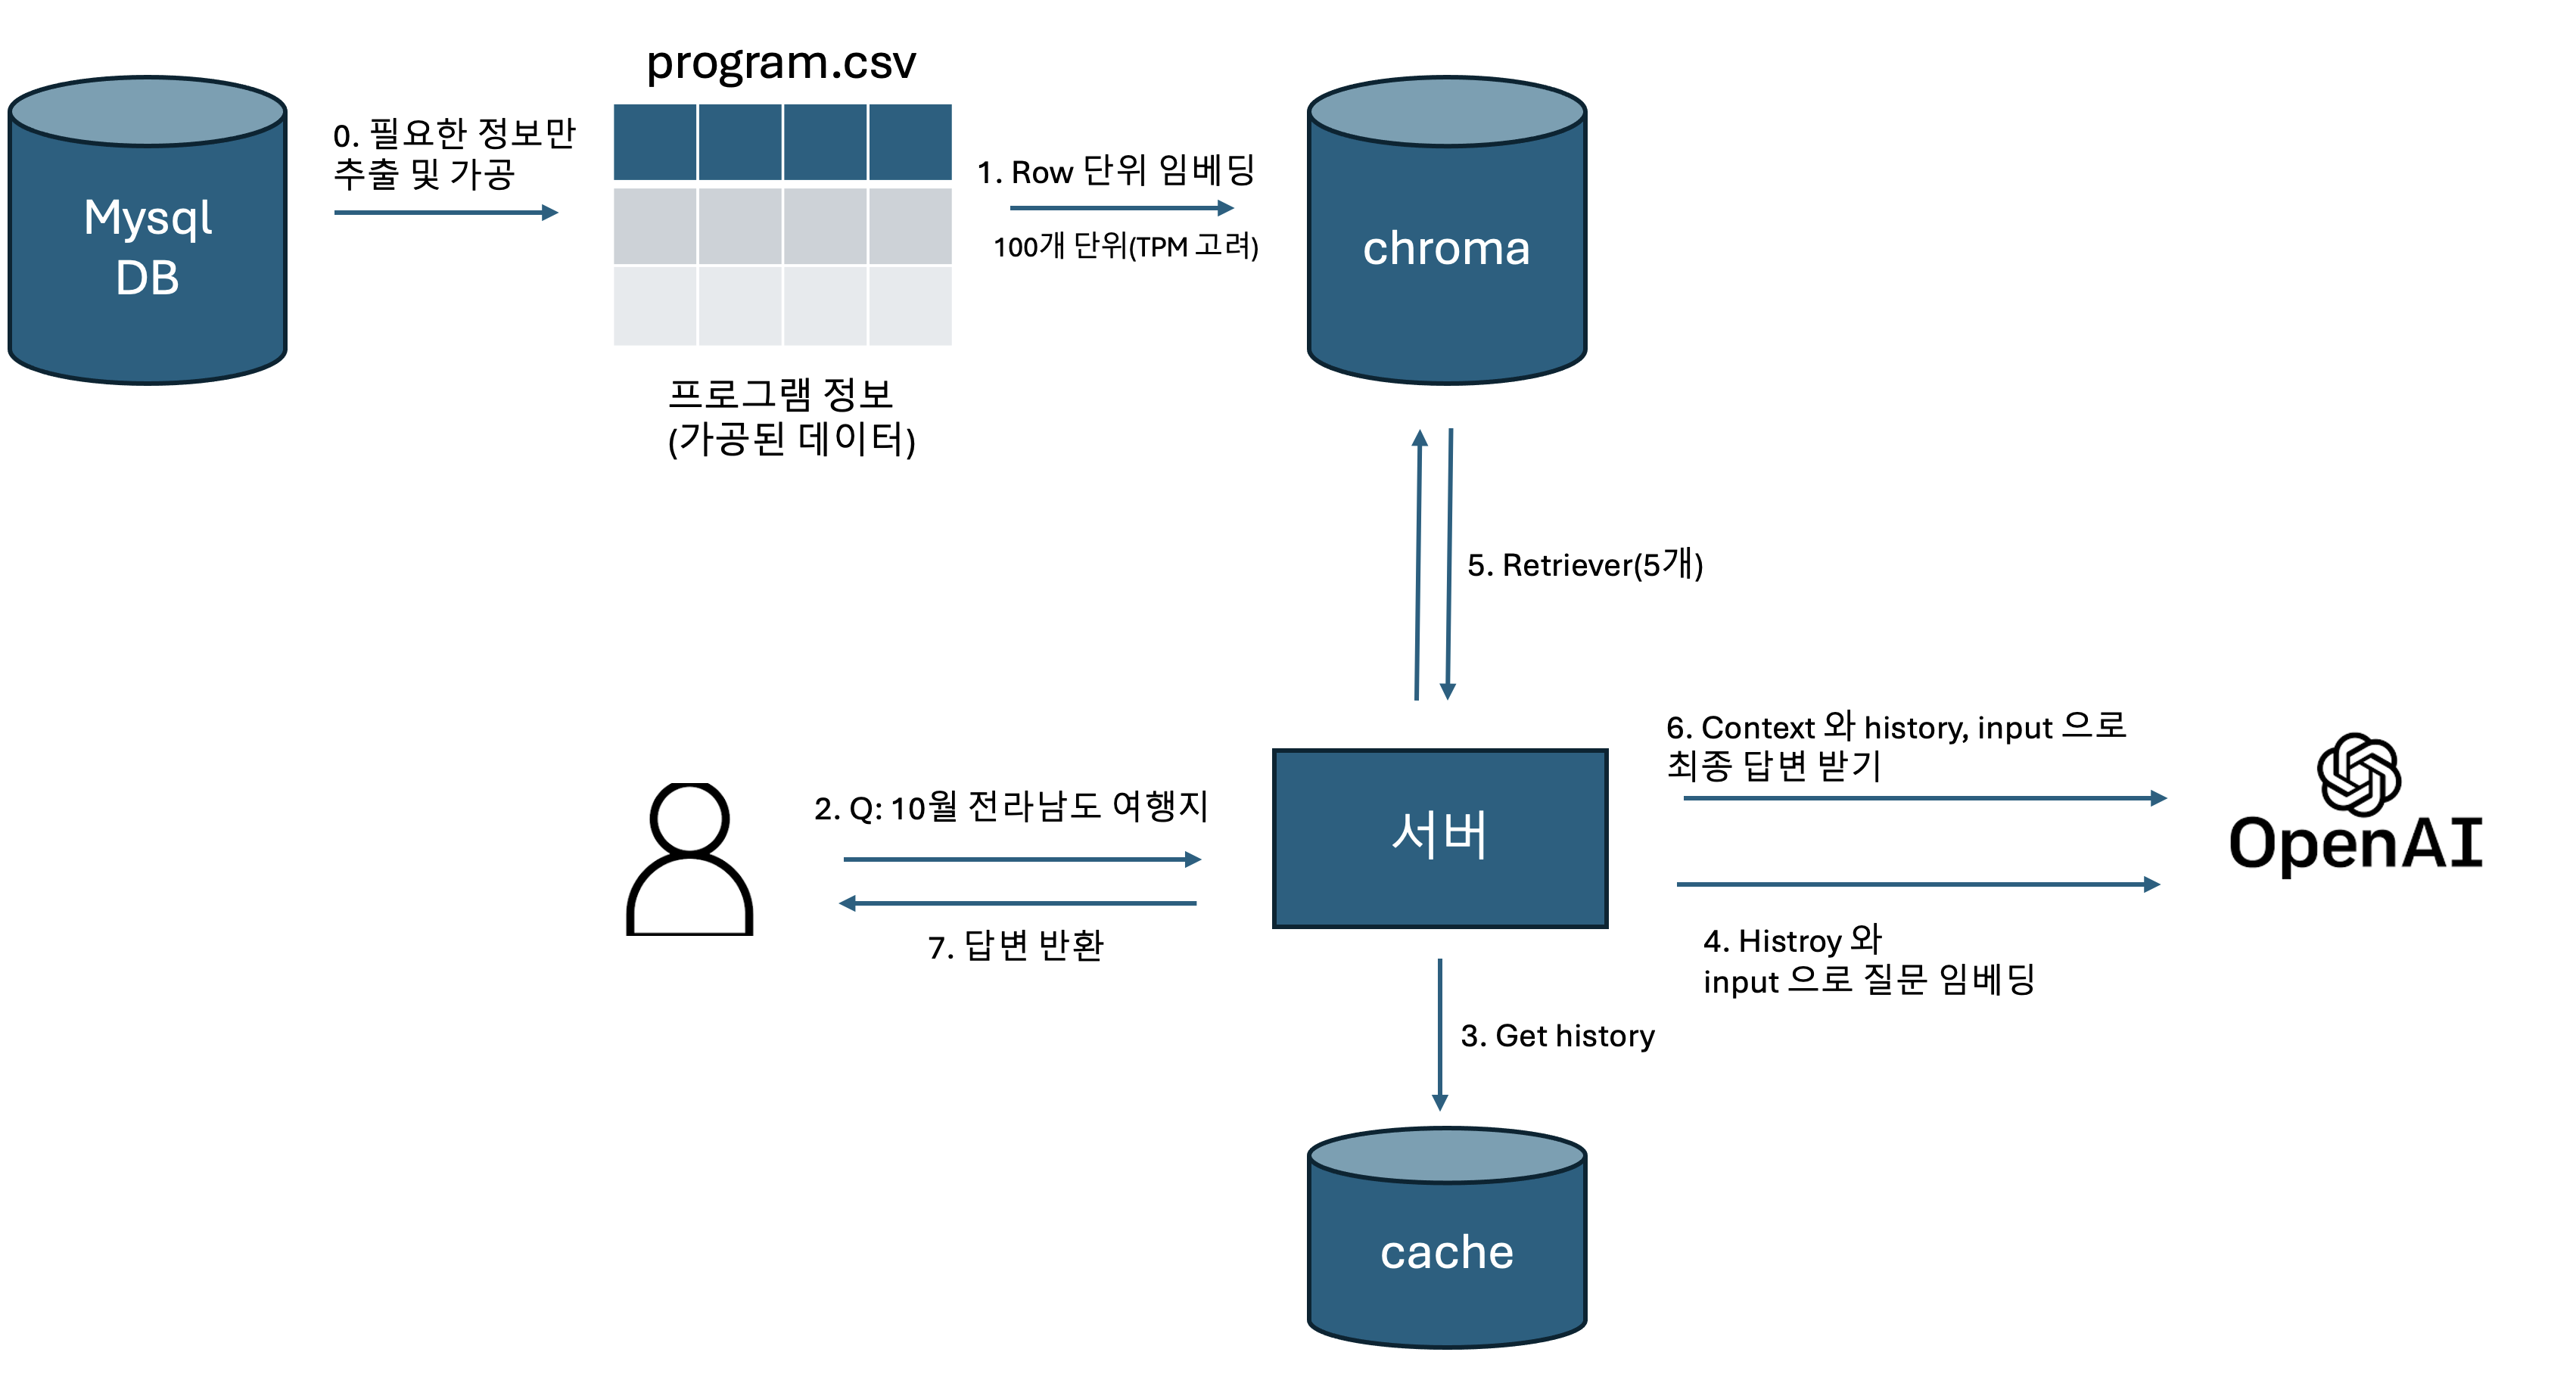 program.csv
Mysql
DB
0. 필요한 정보만
추출 및 가공
1. Row 단위 임베딩
100개 단위(TPM 고려)
chroma
프로그램 정보
(가공된 데이터)
5. Retriever(5개)
6. Context 와 history, input 으로
최종 답변 받기
2. Q: 10월 전라남도 여행지
서버
OpenAI
7. 답변 반환
4. Histroy 와
input 으로 질문 임베딩
3. Get history
cache